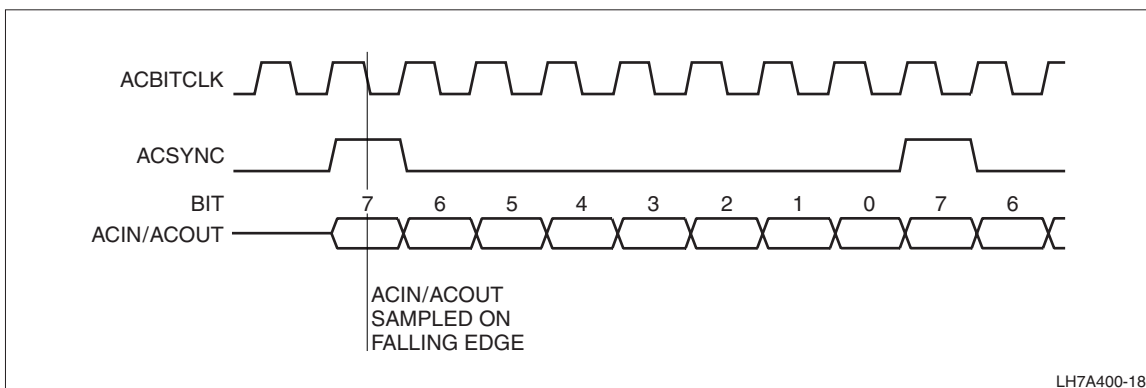 ACBITCLK
ACSYNC
BIT 7 6 5 4 3 2 1 0 7 6
ACIN/ACOUT
ACIN/ACOUT
SAMPLED ON
FALLING EDGE
LH7A400-18